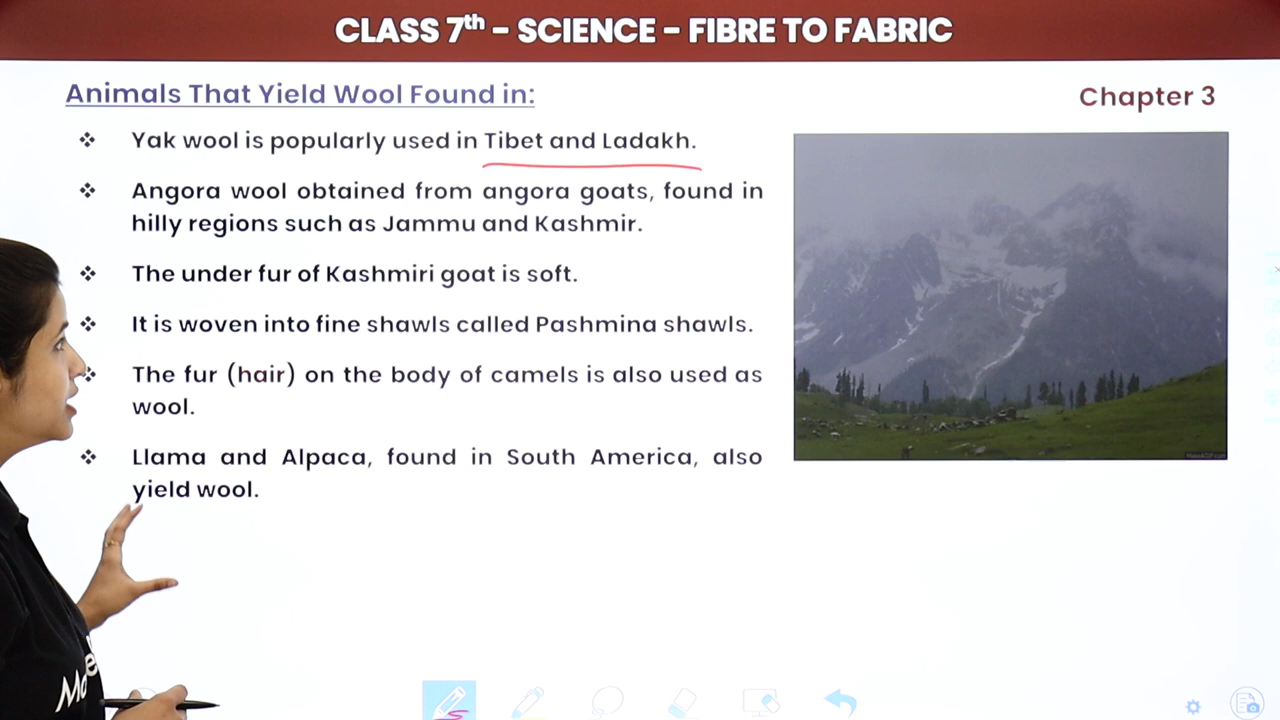 CLASS 7th - SCIENCE - FIBRE TO FABRIC
Animals That Yield Wool Found in:
Chapter 3
❖ Yak wool is popularly used in Tibet and Ladakh.
❖ Angora wool obtained from angora goats, found in
hilly regions such as Jammu and Kashmir.
❖ The under fur of Kashmiri goat is soft.
❖ It is woven into fine shawls called Pashmina shawls.
❖ The fur (hair) on the body of camels is also used as
wool.
❖ Llama and Alpaca, found in South America, also
yield wool.